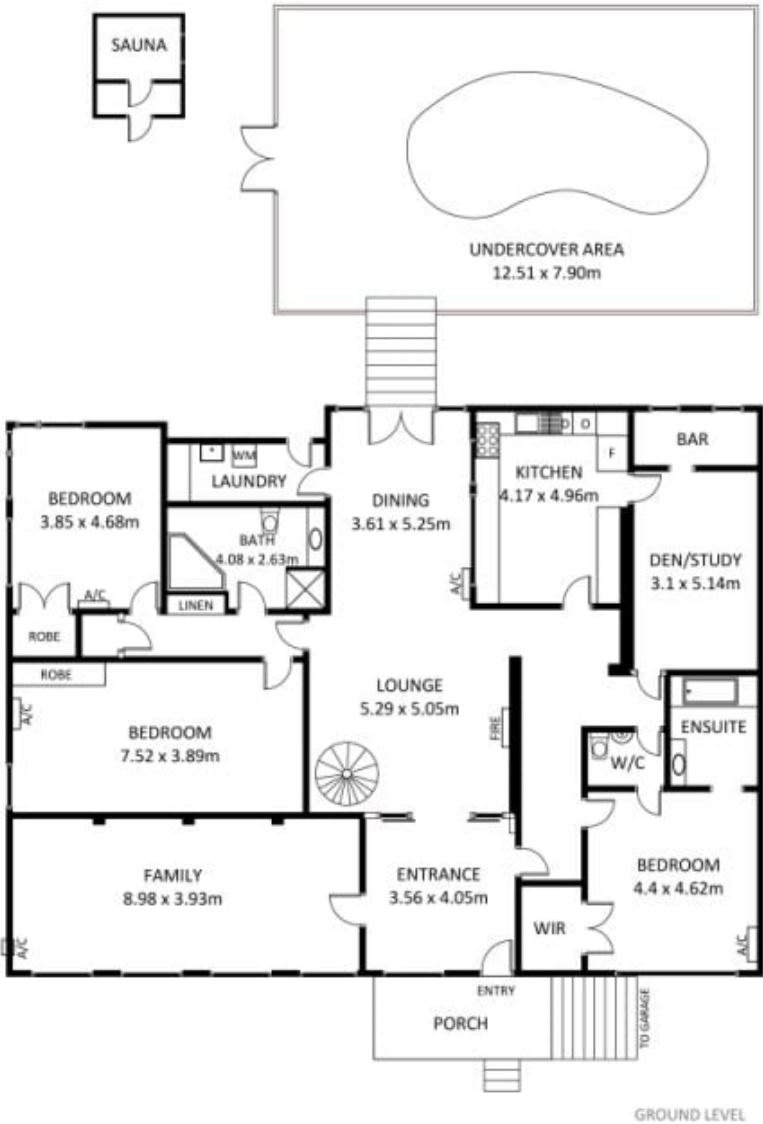 SAUNA
UNDERCOVER AREA
12.51 x 7.90m
BEDROOM
3.85 x 4.68m
A/C
ROBE
WM
LAUNDRY
BATH
4.08 x 2.63m
LINEN
DINING
3.61 x 5.25m
A/C
O
F
KITCHEN
4.17 x 4.96m
BAR
DEN/STUDY
3.1 x 5.14m
ROBE
A/C
BEDROOM
7.52 x 3.89m
LOUNGE
5.29 x 5.05m
FIRE
ENSUITE
W/C
FAMILY
8.98 x 3.93m
A/C
ENTRANCE
3.56 x 4.05m
BEDROOM
4.4 x 4.62m
A/C
WIR
ENTRY
PORCH
TO GARAGE
GROUND LEVEL